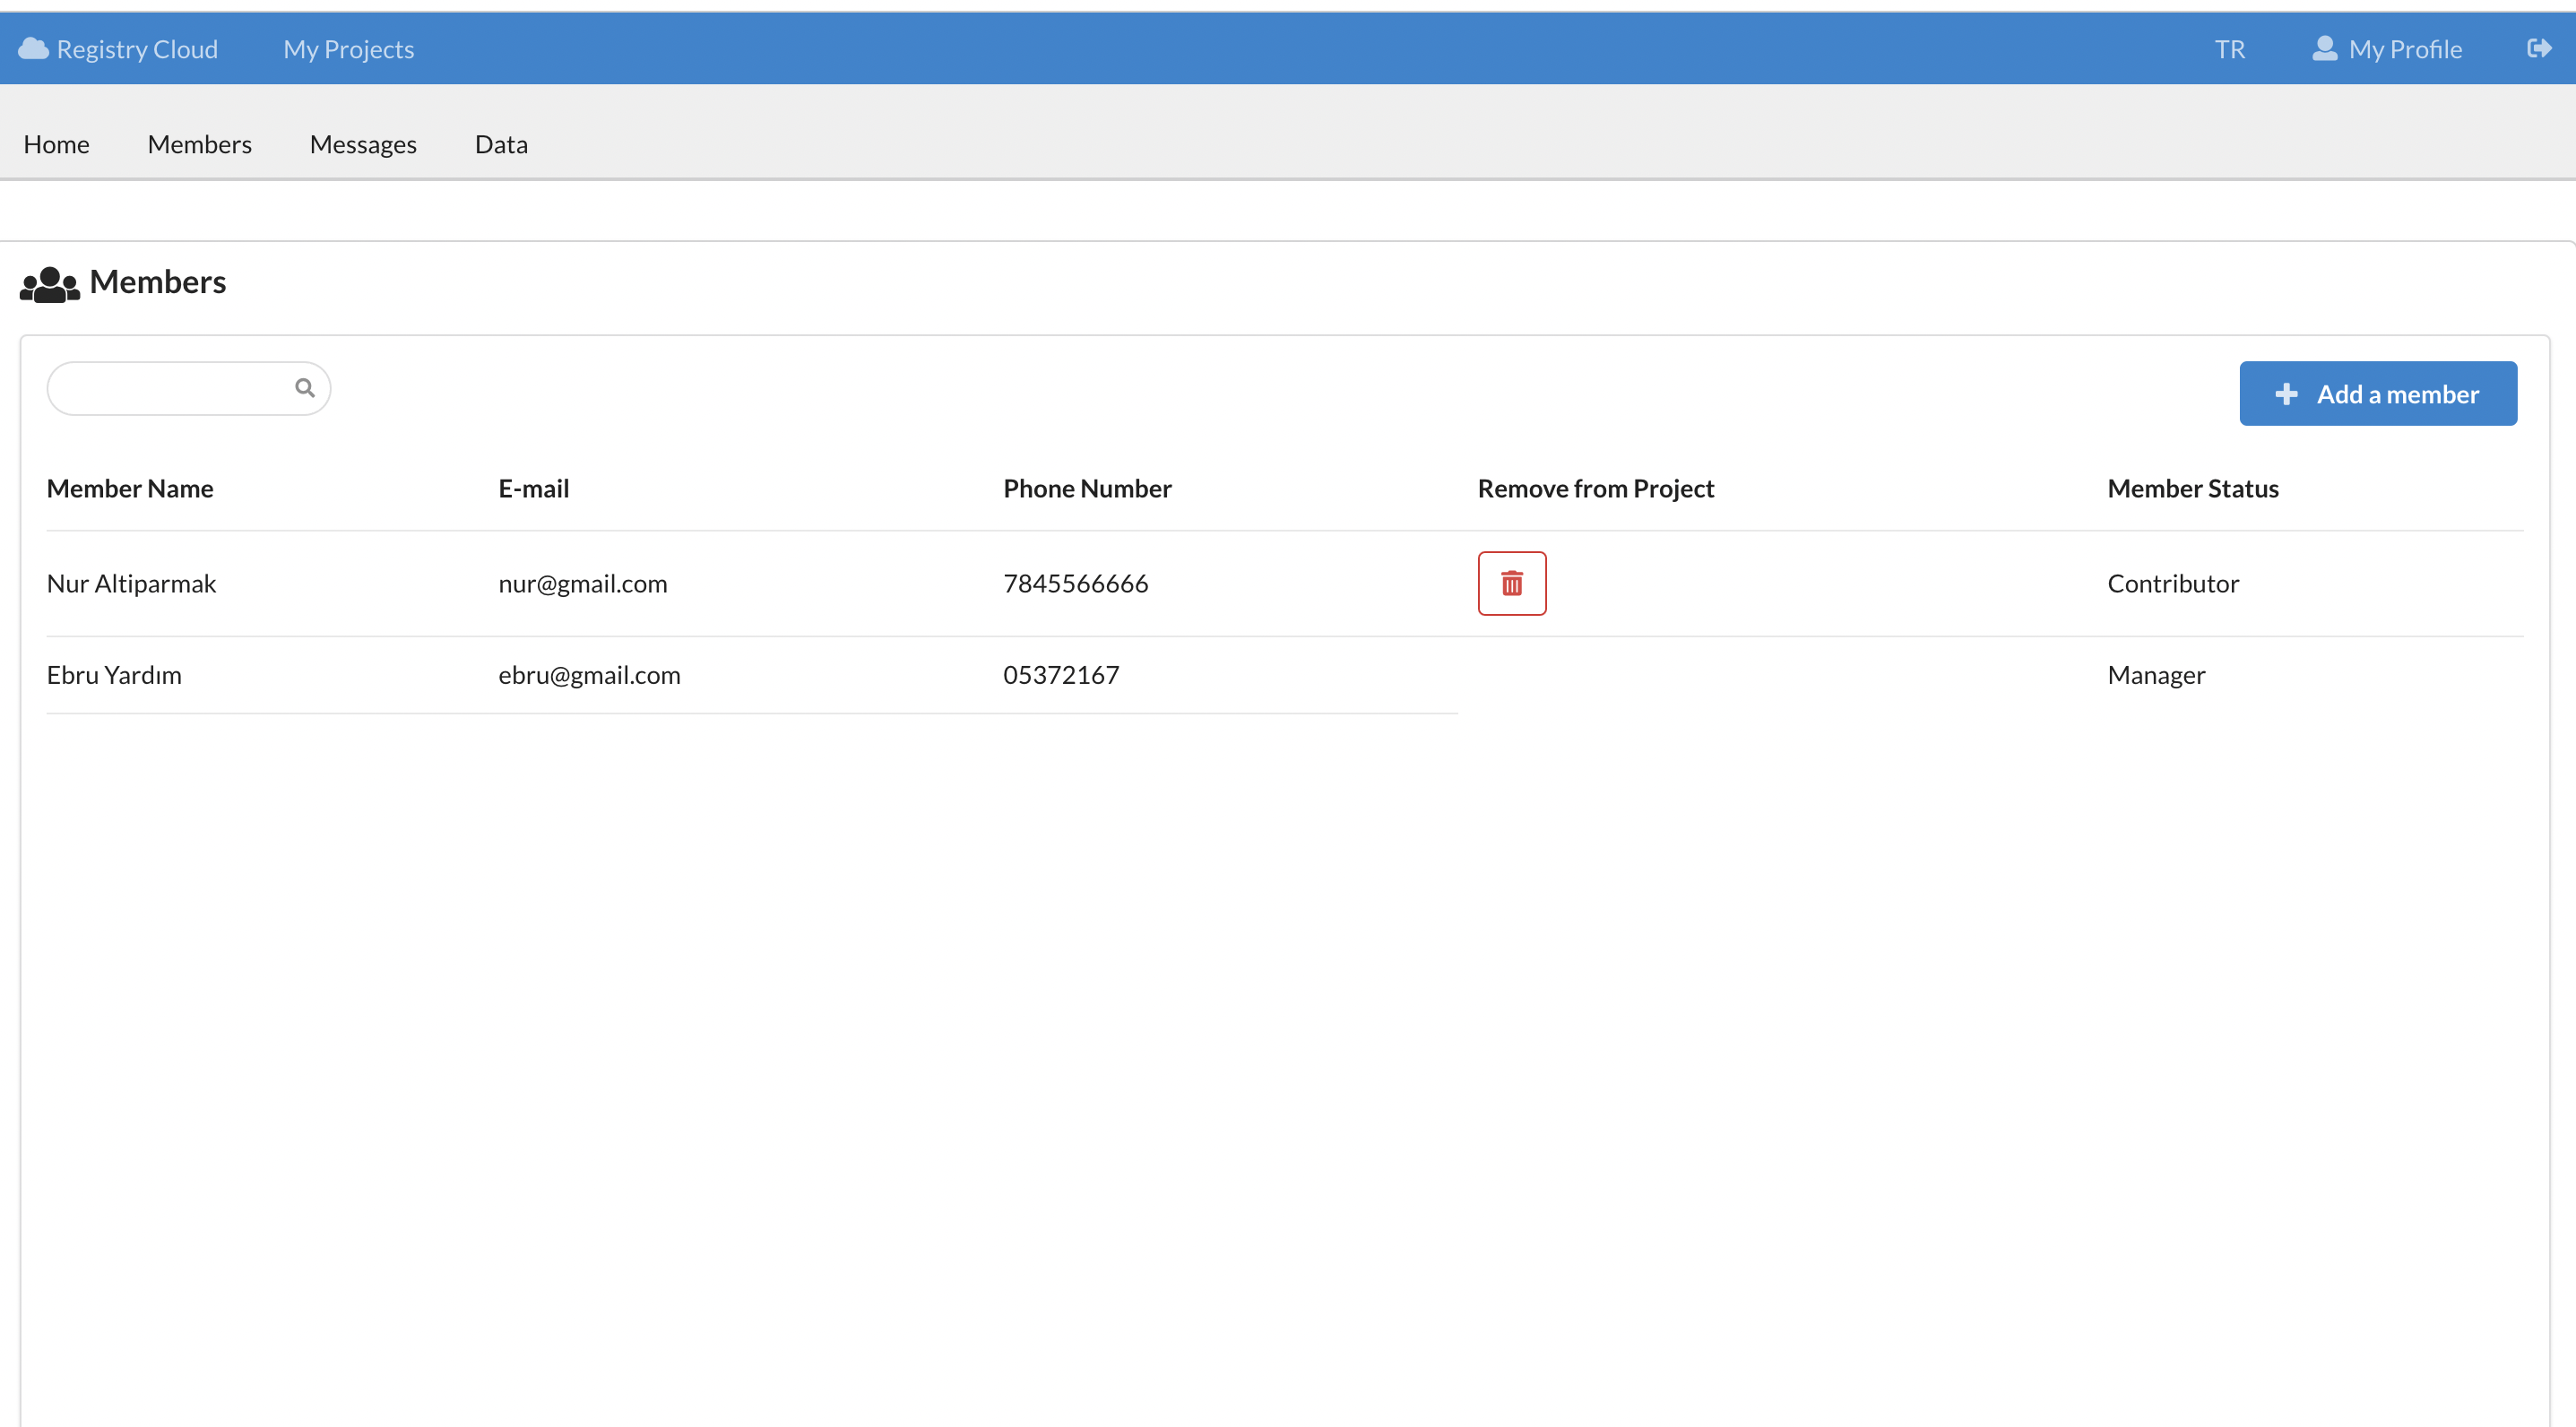 Registry Cloud My Projects TR My Profile
Home Members Messages Data
Members
Add a member
Member Name E-mail Phone Number Remove from Project Member Status
Nur Altiparmak nur@gmail.com 7845566666 Contributor
Ebru Yardım ebru@gmail.com 05372167 Manager